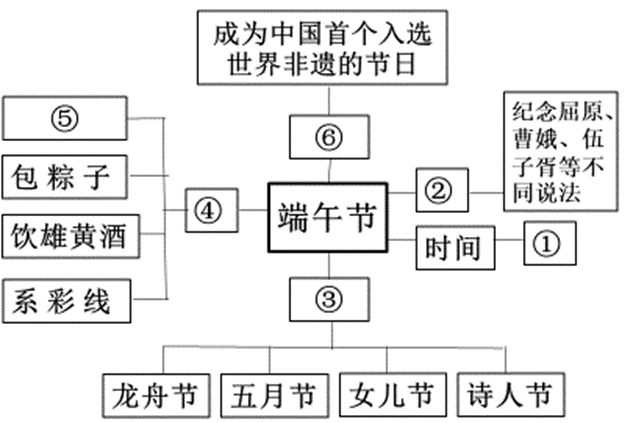 成为中国首个入选
世界非遗的节日
⑤
⑥
纪念屈原、
曹娥、伍
子胥等不
同说法
包粽子
②
④
端午节
饮雄黄酒
时间
①
系彩线
③
龙舟节
五月节
女儿节
诗人节